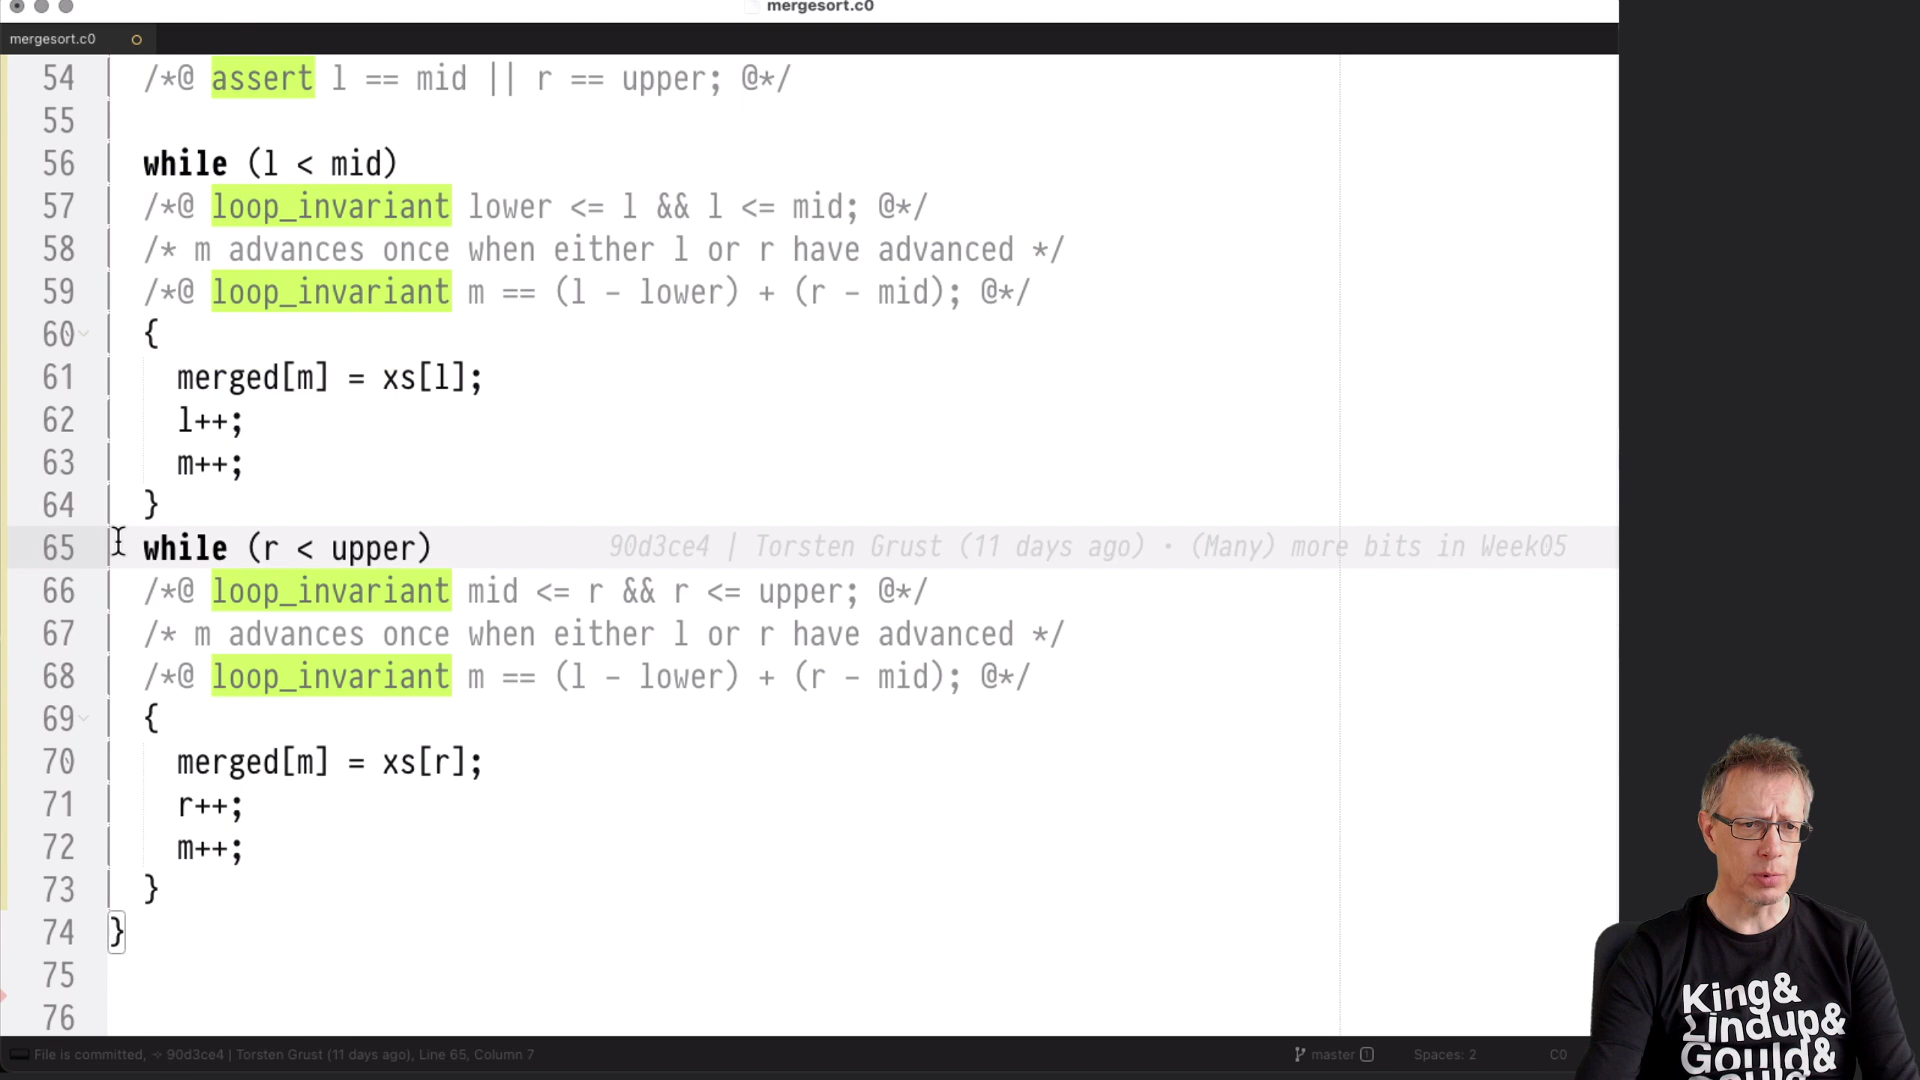 mergesort.c0
mergesort.c0
54 /*@ assert l == mid || r == upper; @*/
55
56 while (l < mid)
57 /*@ loop_invariant lower <= l && l <= mid; @*/
58 /* m advances once when either l or r have advanced */
59 /*@ loop_invariant m == (l - lower) + (r - mid); @*/
60 {
61 merged[m] = xs[l];
62 l++;
63 m++;
64 }
65 while (r < upper) 90d3ce4 | Torsten Grust (11 days ago) • (Many) more bits in Week05
66 /*@ loop_invariant mid <= r && r <= upper; @*/
67 /* m advances once when either l or r have advanced */
68 /*@ loop_invariant m == (l - lower) + (r - mid); @*/
69 {
70 merged[m] = xs[r];
71 r++;
72 m++;
73 }
74 }
75
76
File is committed, 90d3ce4 | Torsten Grust (11 days ago), Line 65, Column 7 master 1 Spaces: 2 C0
King&
Lindup&
Gould&